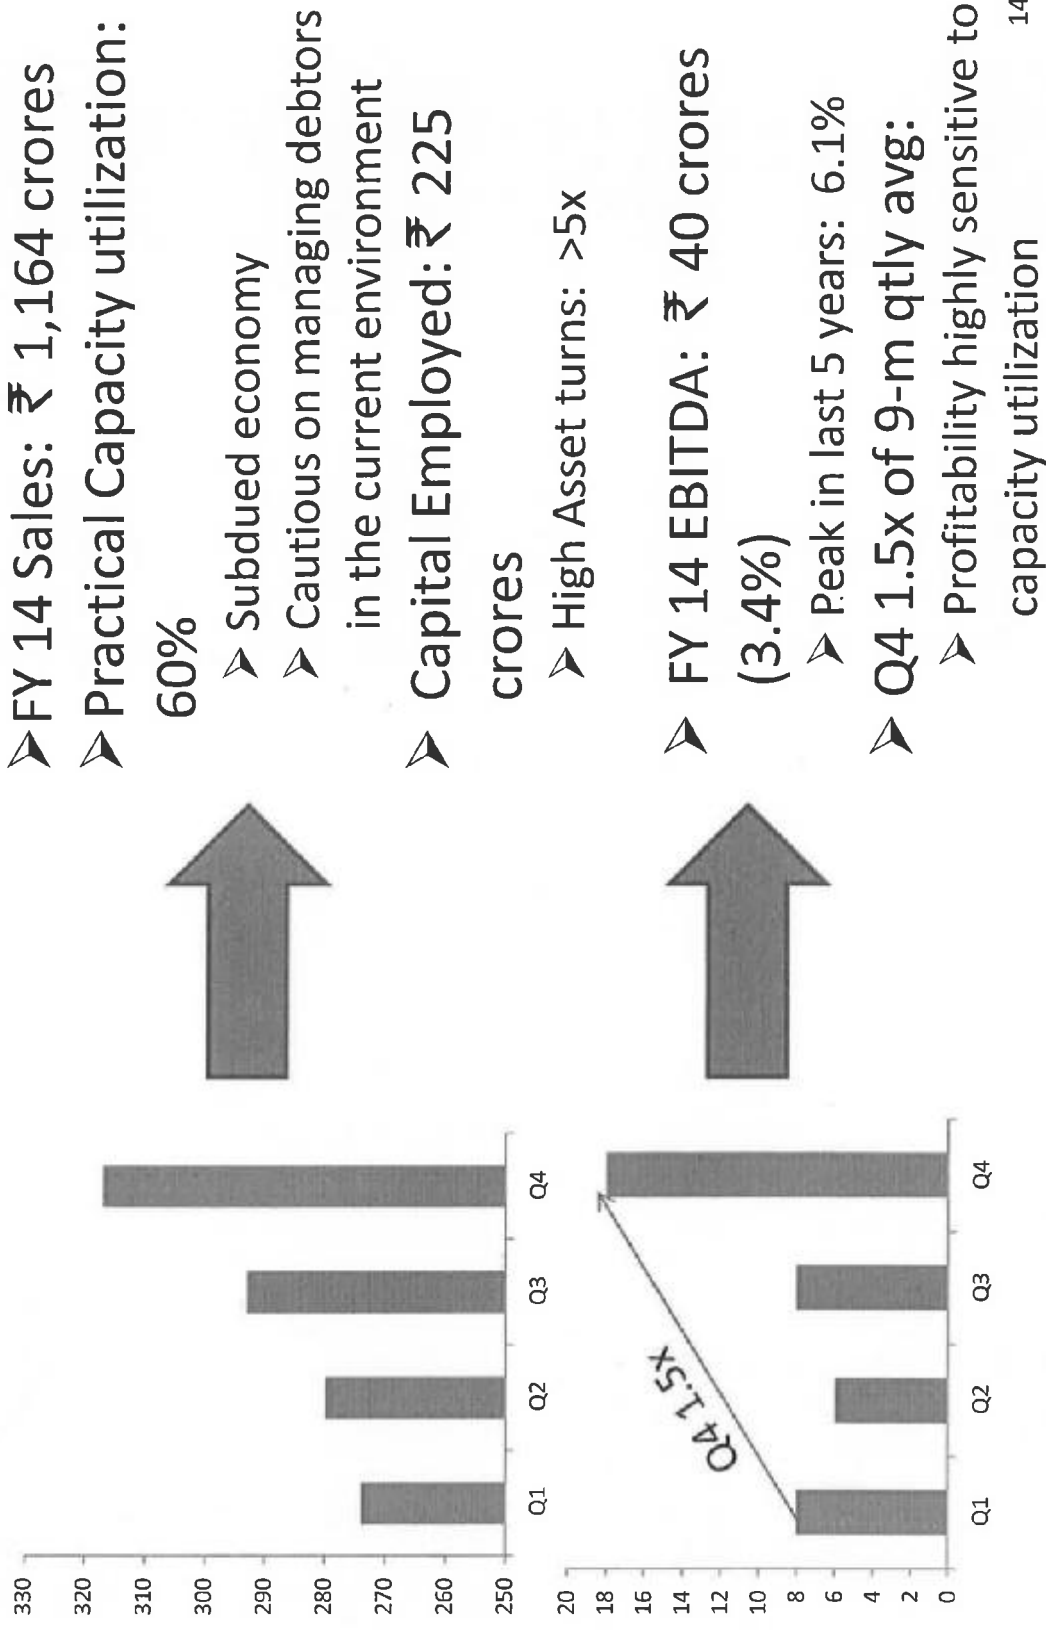 330
320
310
300
290
280
270
260
250
Q1
Q2
Q3
Q4
20
18
16
14
12
10
8
6
4
2
0
Q4 1.5x
Q1
Q2
Q3
Q4
➢ FY 14 Sales: ₹ 1,164 crores
➢ Practical Capacity utilization:
60%
➢ Subdued economy
➢ Cautious on managing debtors
in the current environment
➢ Capital Employed: ₹ 225
crores
➢ High Asset turns: >5x
➢ FY 14 EBITDA: ₹ 40 crores
(3.4%)
➢ Peak in last 5 years: 6.1%
➢ Q4 1.5x of 9-m qtly avg:
➢ Profitability highly sensitive to
capacity utilization
14